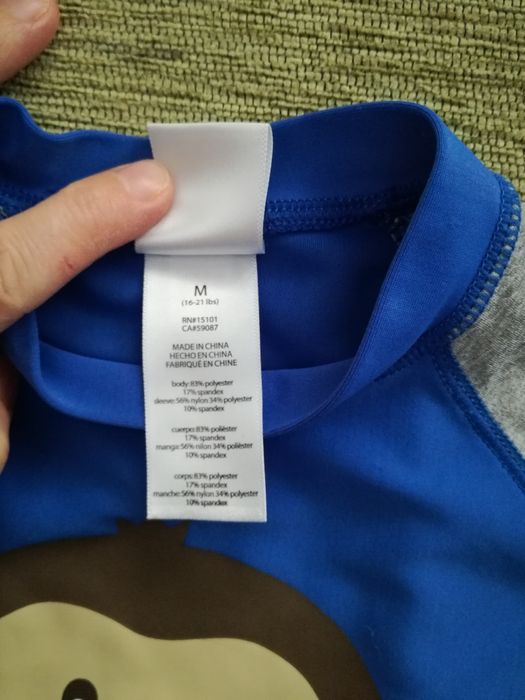 M
(16-21 lbs)
RN#15101
CA#59087
MADE IN CHINA
HECHO EN CHINA
FABRIQUÉ EN CHINE
body: 83% polyester
17% spandex
sleeve: 56% nylon 34% polyester
10% spandex
cuerpo: 83% poliéster
17% spandex
manga: 56% nilon 34% poliéster
10% spandex
corps: 83% polyester
17% spandex
manche: 56% nylon 34% polyester
10% spandex